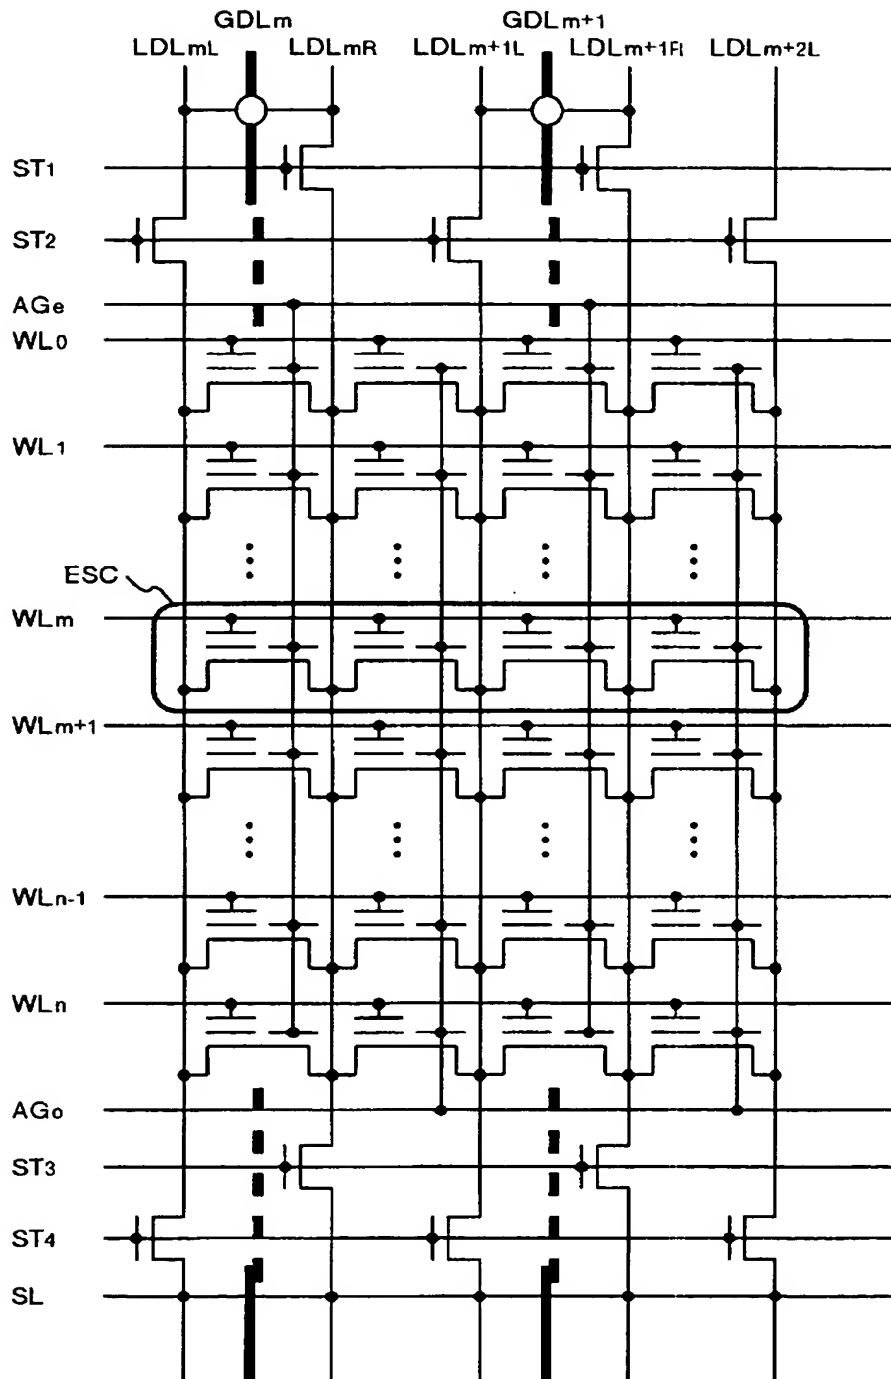 GDLm GDLm+1
LDLmL LDLmR LDLm+1L LDLm+1R LDLm+2L
ST1
ST2
AGe
WL0
WL1
ESC
WLm
WLm+1
WLn-1
WLn
AGo
ST3
ST4
SL